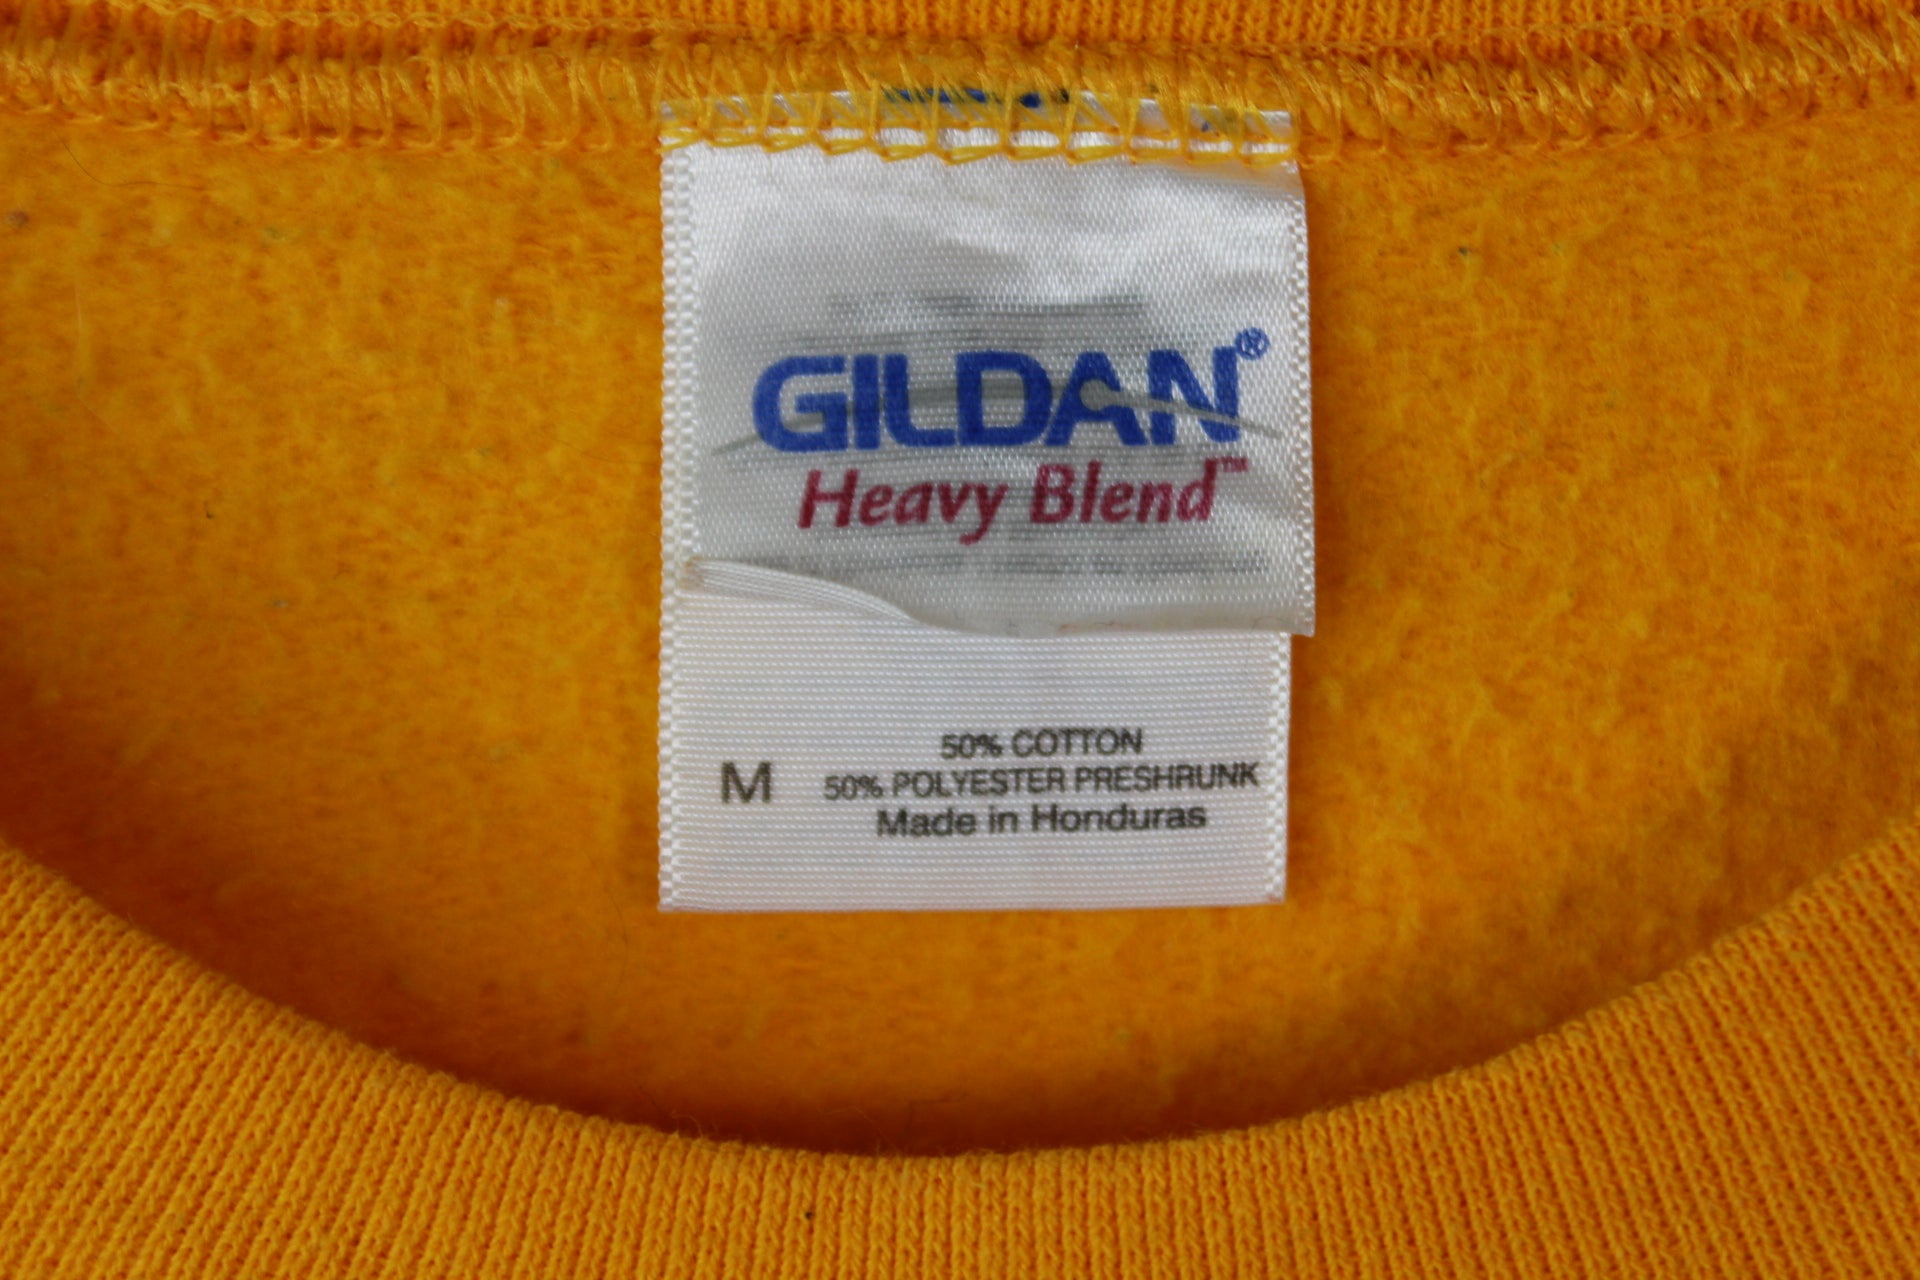 GILDAN®
Heavy Blend™
50% COTTON
M 50% POLYESTER PRESHRUNK
Made in Honduras